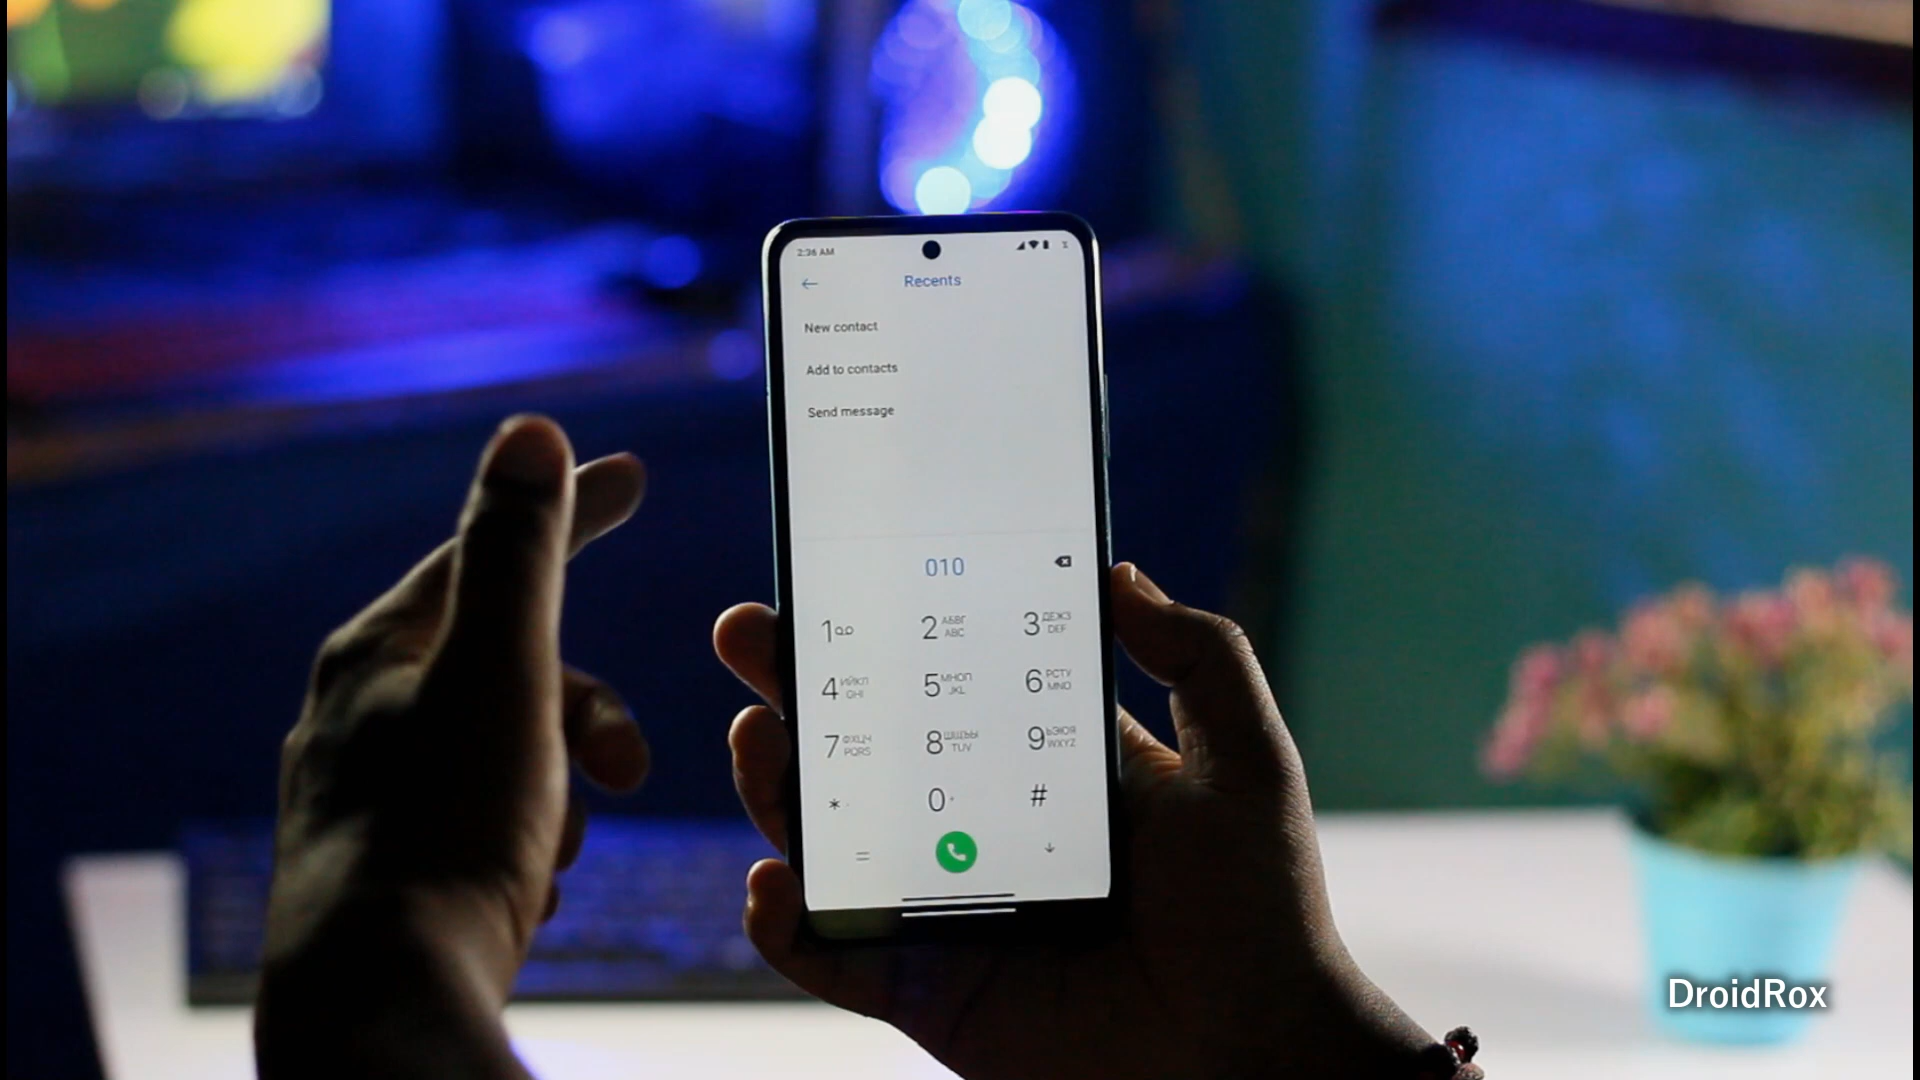 2:36 AM
Recents
New contact
Add to contacts
Send message
010
1
2 АБВГ ABC
3 ДЕЖЗ DEF
4 ИЙКЛ GHI
5 МНОП JKL
6 РСТУ MNO
7 ФХЦЧ PQRS
8 ШЩЪЫ TUV
9 ЬЭЮЯ WXYZ
*
0 +
#
DroidRox